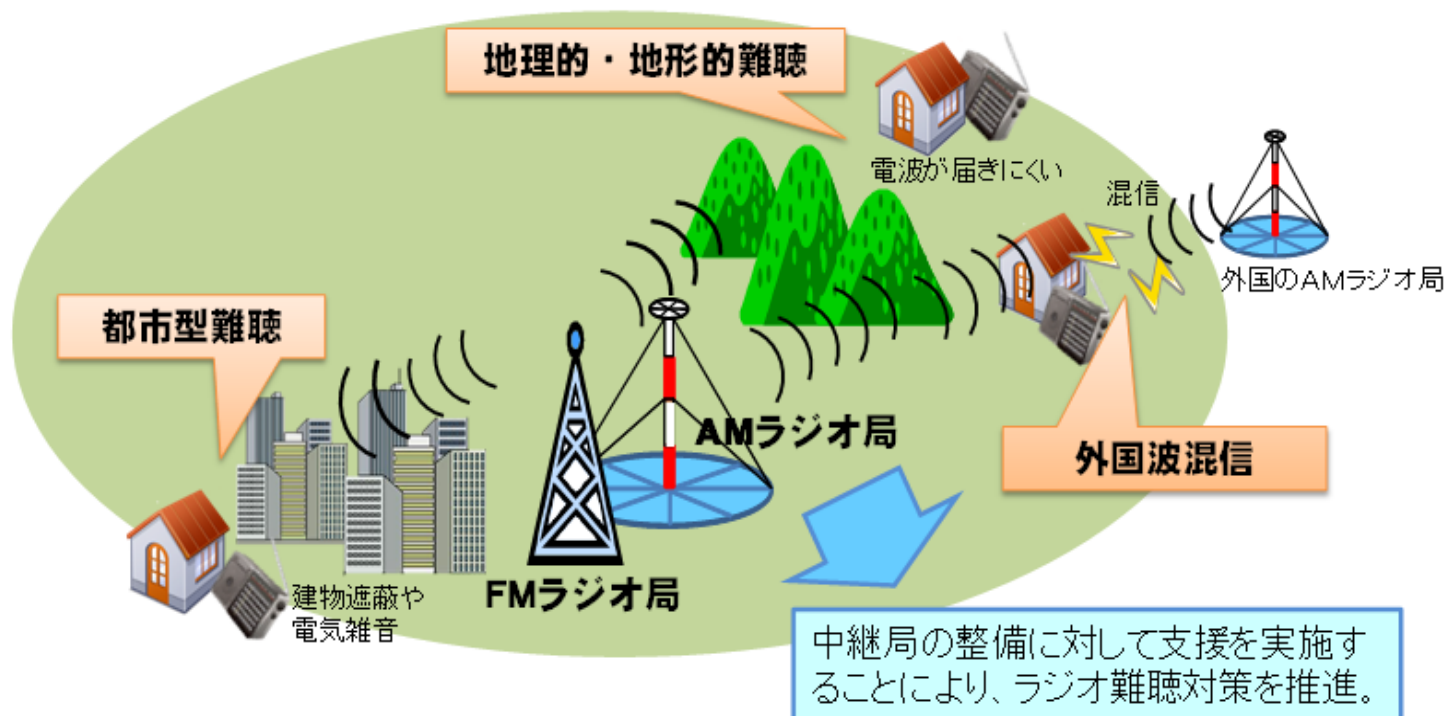 地理的・地形的難聴
電波が届きにくい
混信
外国のAMラジオ局
都市型難聴
AMラジオ局
外国波混信
FMラジオ局
建物遮蔽や
電気雑音
中継局の整備に対して支援を実施す
ることにより、ラジオ難聴対策を推進。